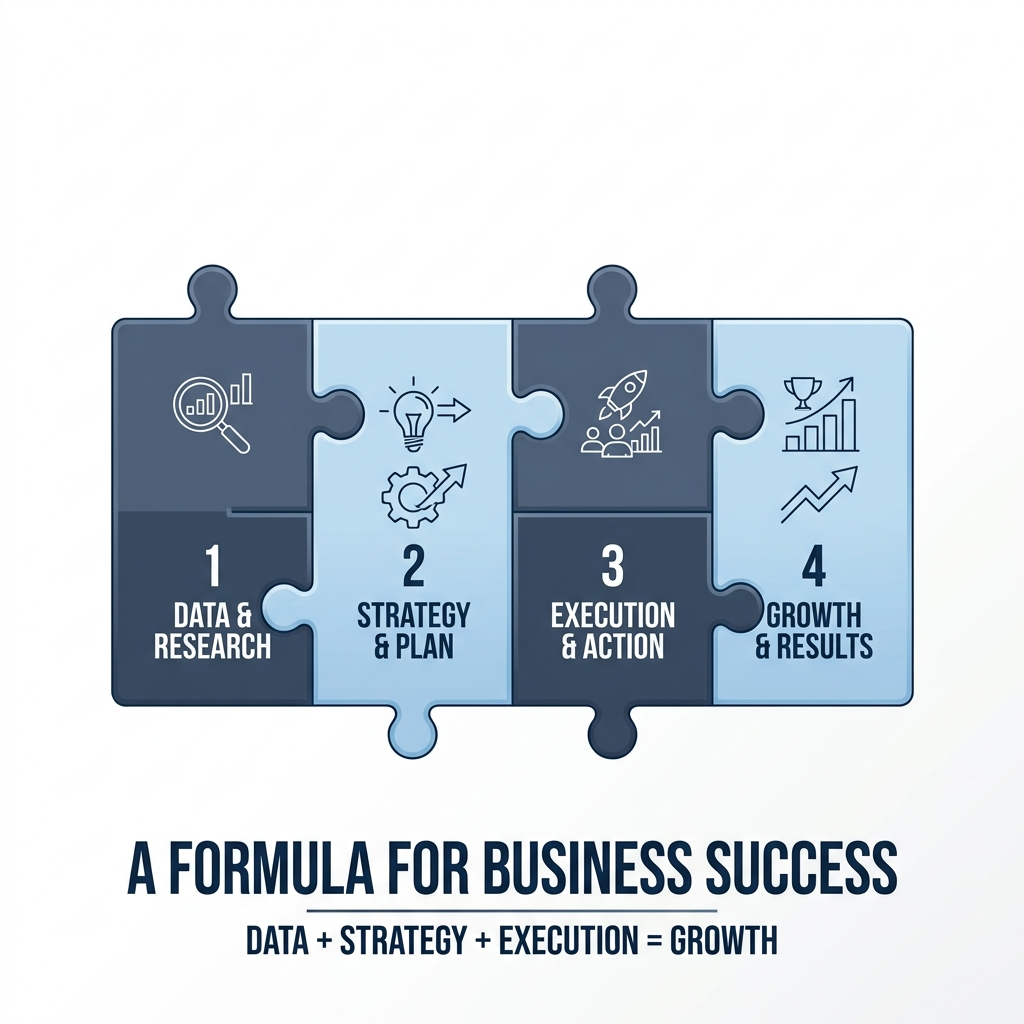 1
DATA &
RESEARCH
2
STRATEGY
& PLAN
3
EXECUTION
& ACTION
4
GROWTH
& RESULTS
A FORMULA FOR BUSINESS SUCCESS
DATA + STRATEGY + EXECUTION = GROWTH